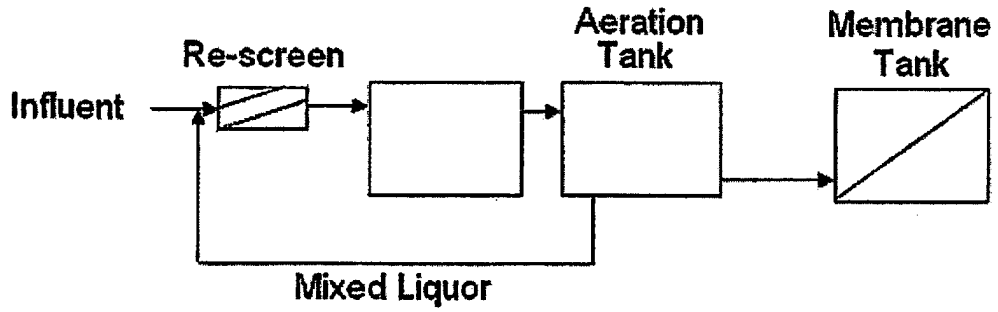 Aeration
Tank
Membrane
Tank
Re-screen
Influent
Mixed Liquor